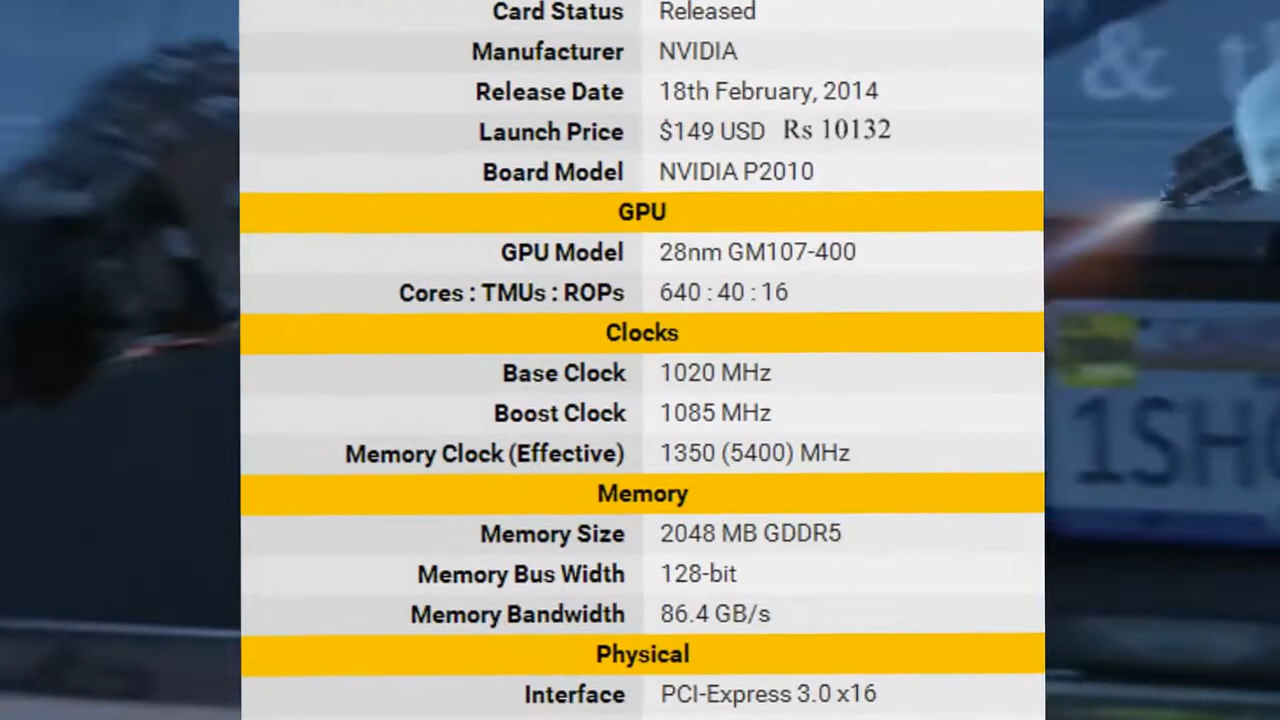 & t
Card Status Released
Manufacturer NVIDIA
Release Date 18th February, 2014
Launch Price $149 USD Rs 10132
Board Model NVIDIA P2010
GPU
GPU Model 28nm GM107-400
Cores : TMUs : ROPs 640 : 40 : 16
Clocks
Base Clock 1020 MHz
Boost Clock 1085 MHz
Memory Clock (Effective) 1350 (5400) MHz
1SH
Memory
Memory Size 2048 MB GDDR5
Memory Bus Width 128-bit
Memory Bandwidth 86.4 GB/s
Physical
Interface PCI-Express 3.0 x16